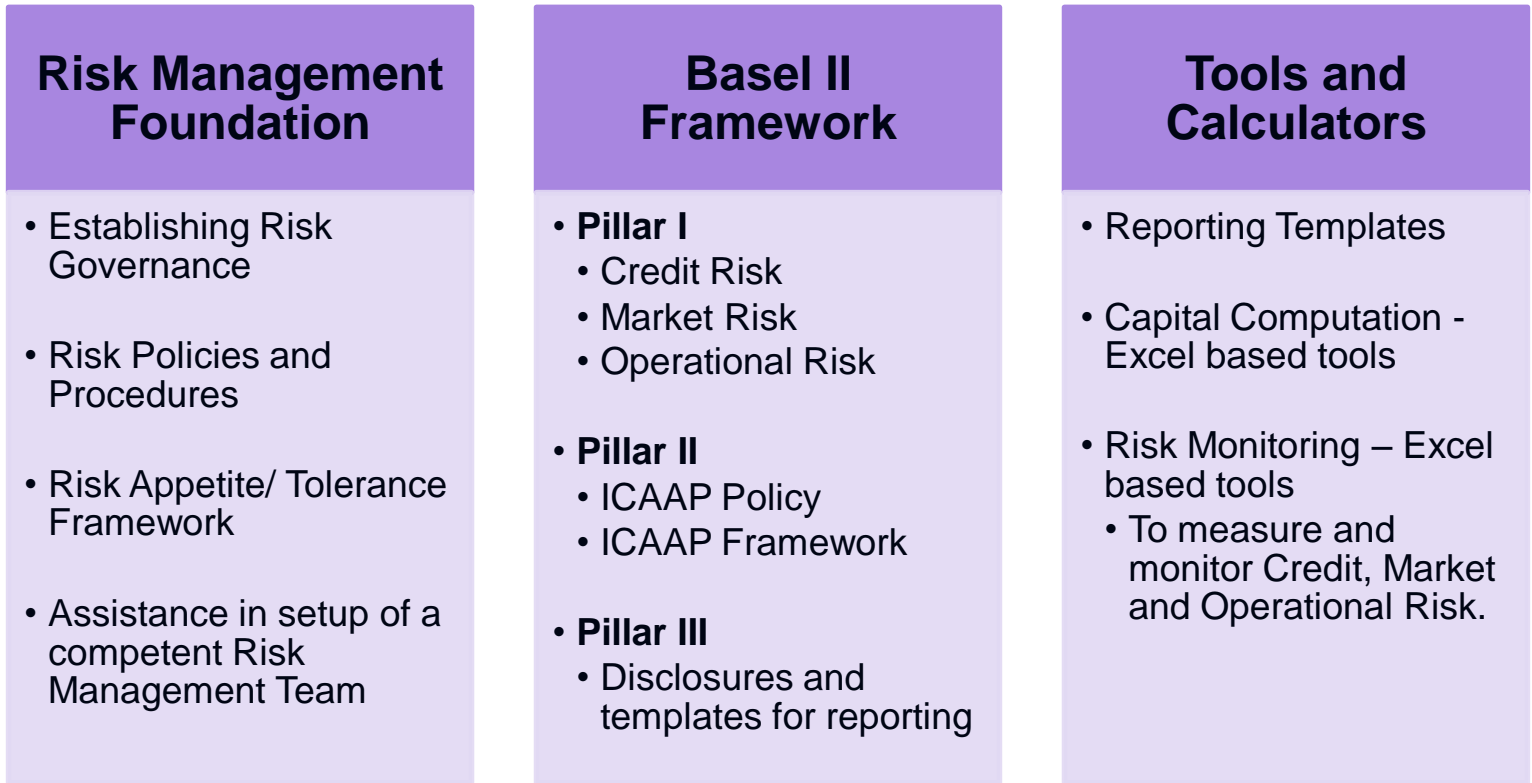 Risk Management
Foundation
• Establishing Risk
Governance
• Risk Policies and
Procedures
• Risk Appetite/ Tolerance
Framework
• Assistance in setup of a
competent Risk
Management Team
Basel II
Framework
• Pillar I
• Credit Risk
• Market Risk
• Operational Risk
• Pillar II
• ICAAP Policy
• ICAAP Framework
• Pillar III
• Disclosures and
templates for reporting
Tools and
Calculators
• Reporting Templates
• Capital Computation -
Excel based tools
• Risk Monitoring – Excel
based tools
• To measure and
monitor Credit, Market
and Operational Risk.